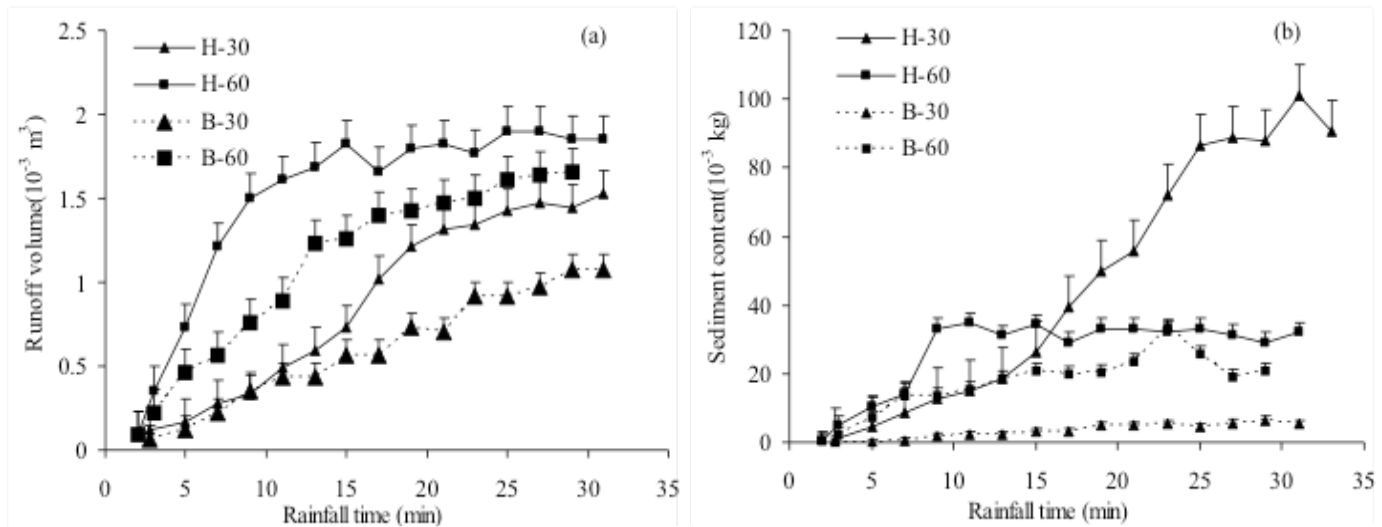 (a)
H-30
H-60
B-30
B-60
Runoff volume(10⁻³ m³)
2.5
2
1.5
1
0.5
0
0 5 10 15 20 25 30 35
Rainfall time (min)
(b)
H-30
H-60
B-30
B-60
Sediment content(10⁻³ kg)
120
100
80
60
40
20
0
0 5 10 15 20 25 30 35
Rainfall time (min)